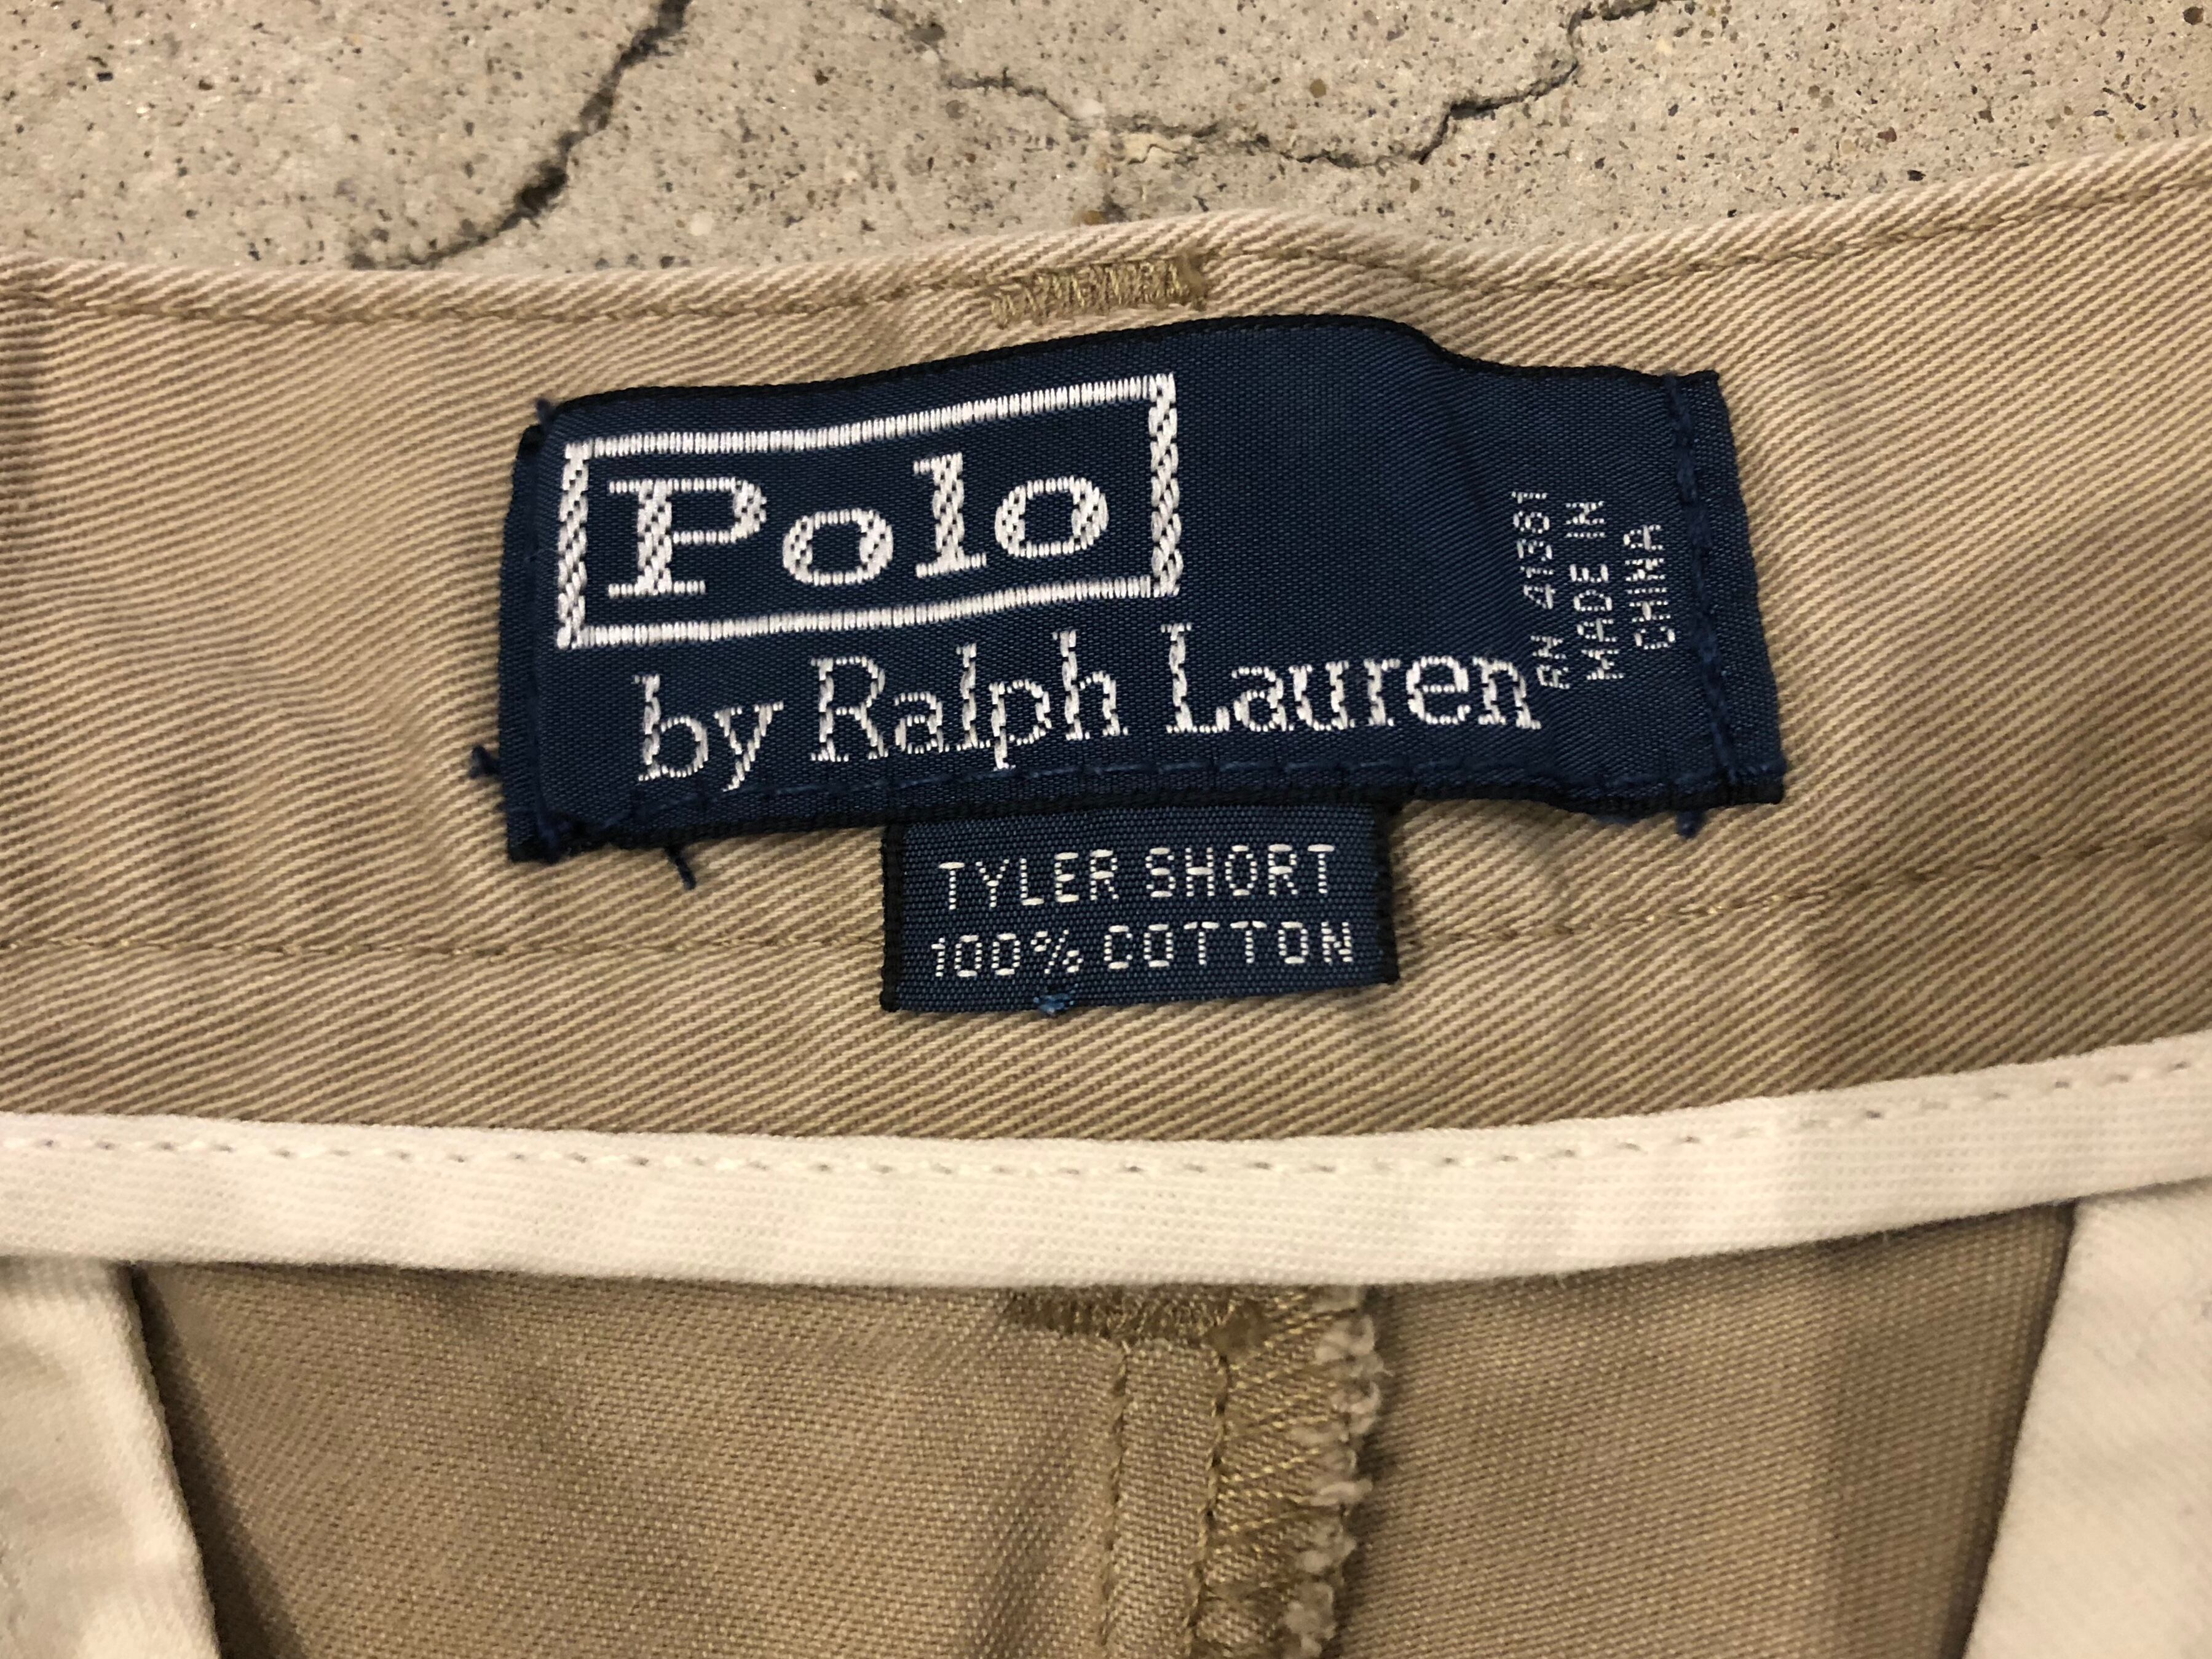 Polo
by Ralph Lauren
RN 41381
MADE IN
CHINA
TYLER SHORT
100% COTTON